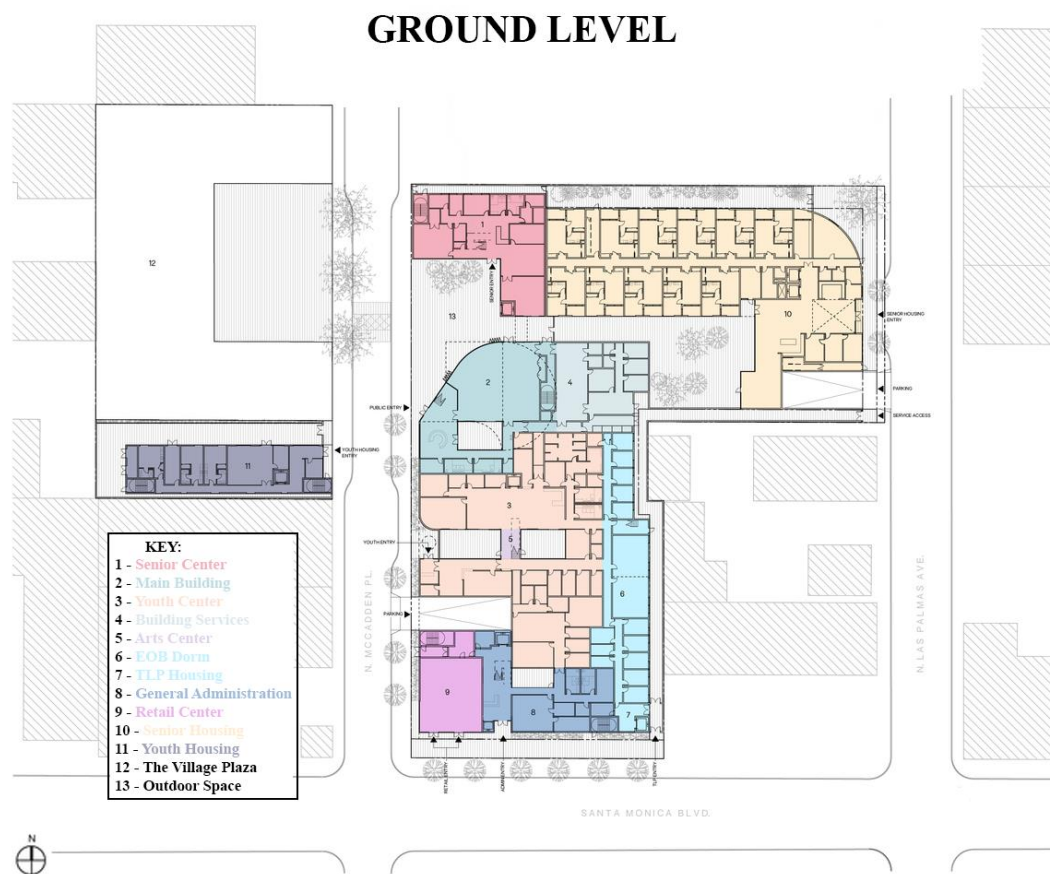 GROUND LEVEL
12
1
SENIOR ENTRY
13
10
SENIOR HOUSING
ENTRY
2
4
PARKING
PUBLIC ENTRY
SERVICE ACCESS
YOUTH HOUSING
ENTRY
11
3
YOUTH ENTRY
5
6
PARKING
N. MCCADDEN PL.
N. LAS PALMAS AVE.
9
8
7
RETAIL ENTRY
ADMIN ENTRY
TLP ENTRY
KEY:
1 - Senior Center
2 - Main Building
3 - Youth Center
4 - Building Services
5 - Arts Center
6 - EOB Dorm
7 - TLP Housing
8 - General Administration
9 - Retail Center
10 - Senior Housing
11 - Youth Housing
12 - The Village Plaza
13 - Outdoor Space
SANTA MONICA BLVD.
N